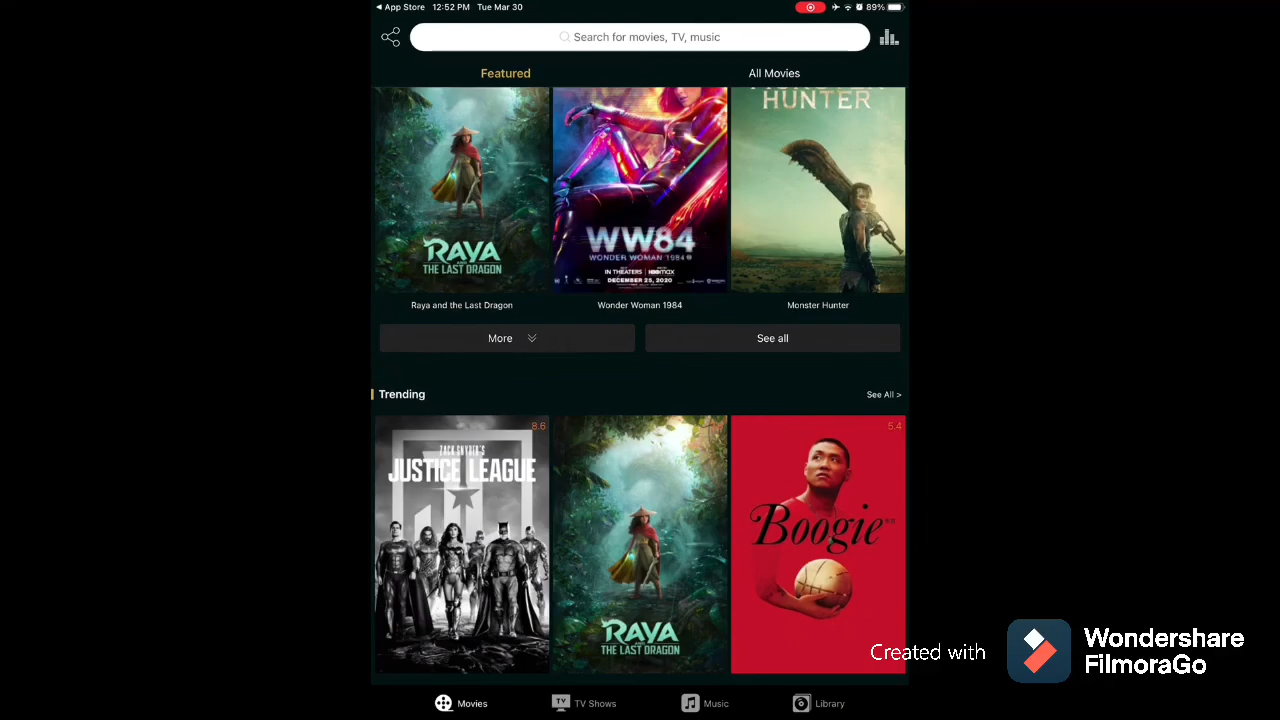 App Store 12:52 PM Tue Mar 30
89%
Search for movies, TV, music
Featured
All Movies
RAYA
AND
THE LAST DRAGON
WW84
WONDER WOMAN 1984
IN THEATERS HBOMAX
DECEMBER 25, 2020
HUNTER
Raya and the Last Dragon
Wonder Woman 1984
Monster Hunter
More
See all
Trending
See All >
8.6
ZACK SNYDER'S
JUSTICE LEAGUE
RAYA
AND
THE LAST DRAGON
5.4
Boogie
Created with
Wondershare
FilmoraGo
Movies
TV
TV Shows
Music
Library